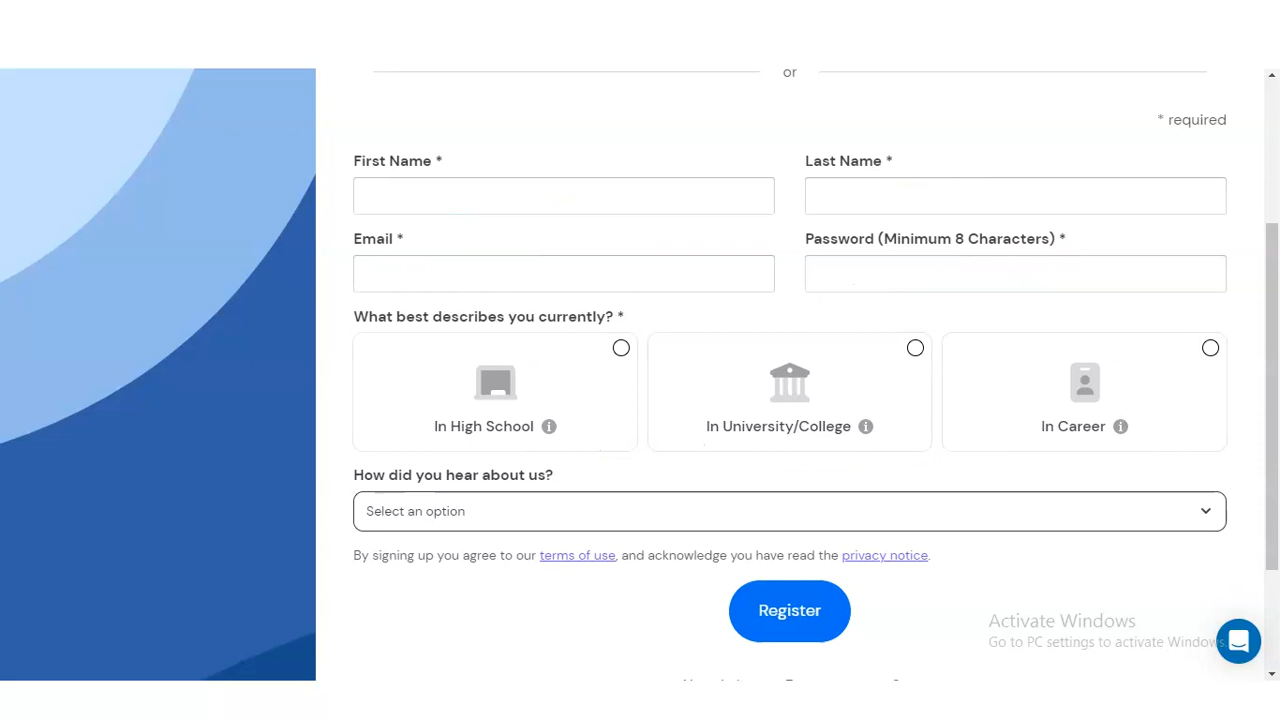 or
* required
First Name *
Last Name *
Email *
Password (Minimum 8 Characters) *
What best describes you currently? *
In High School
In University/College
In Career
How did you hear about us?
Select an option
By signing up you agree to our terms of use, and acknowledge you have read the privacy notice.
Register
Activate Windows
Go to PC settings to activate Windows.